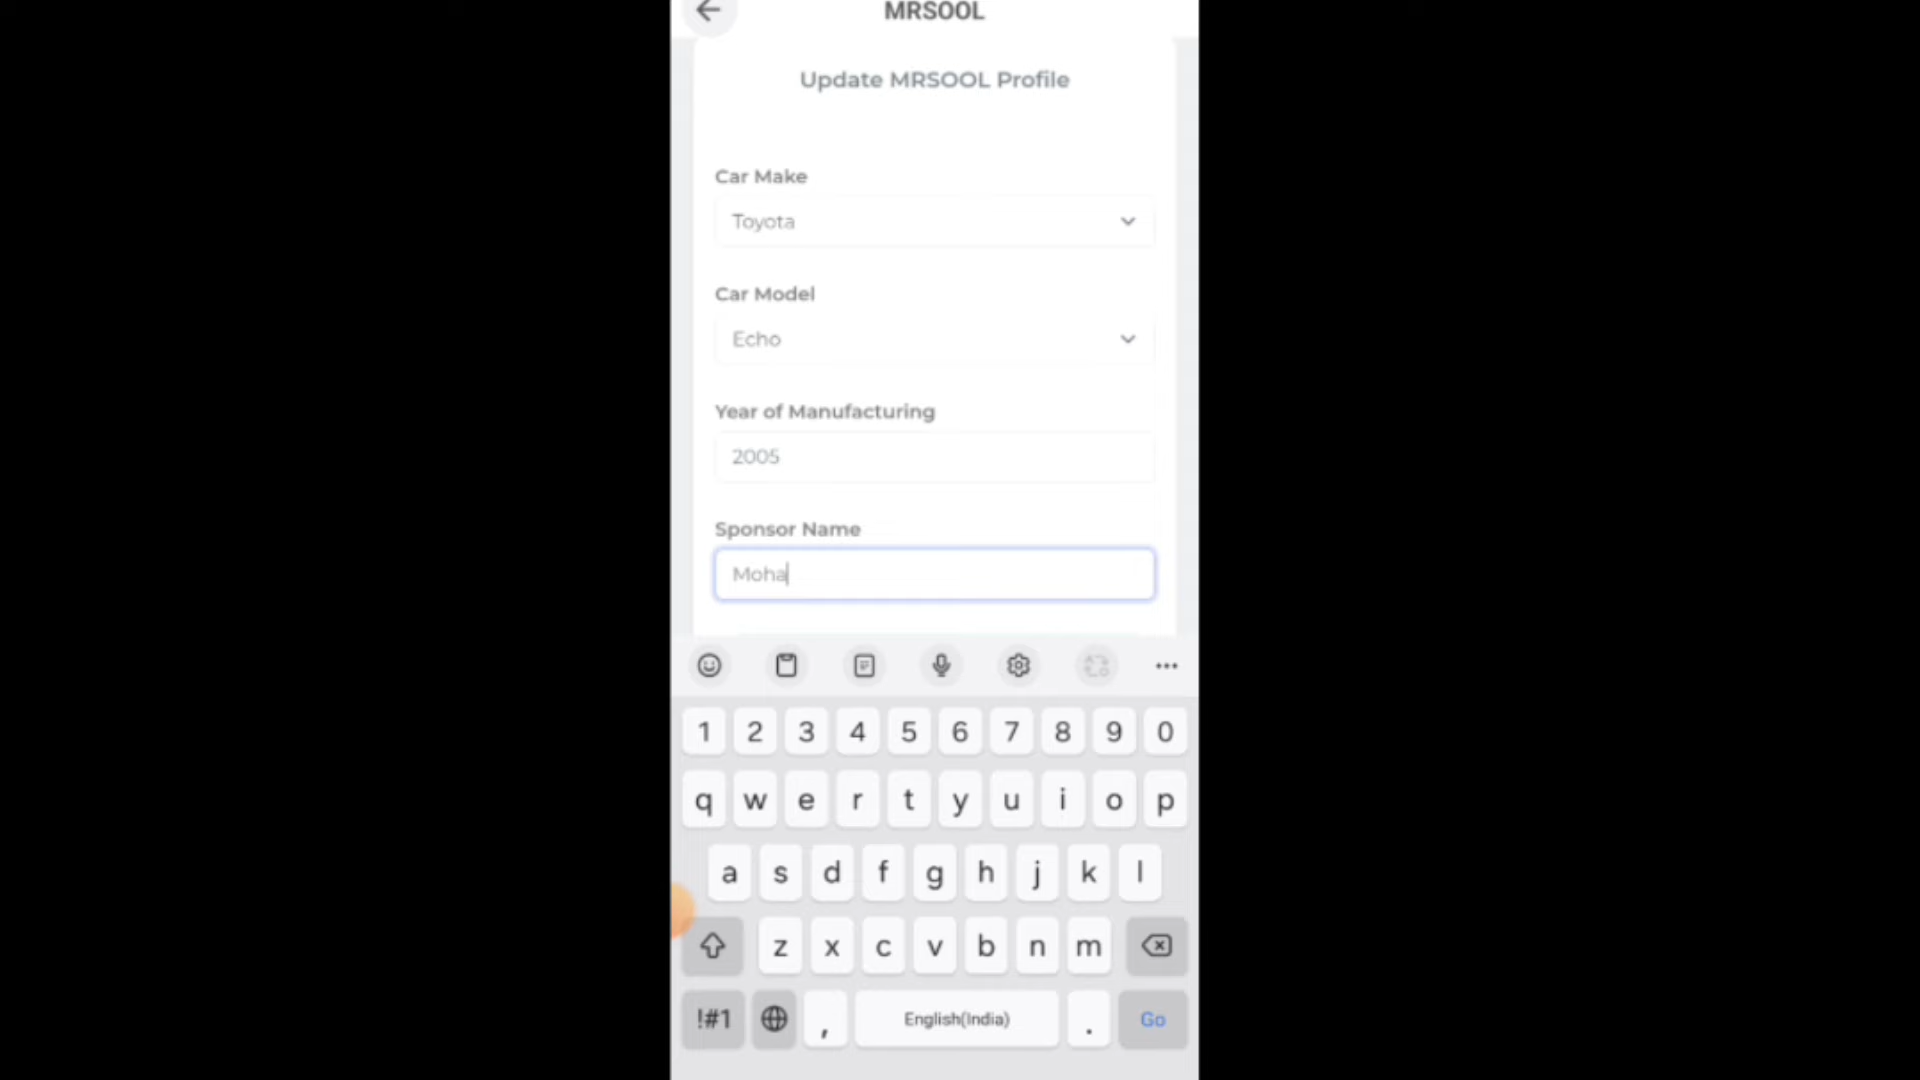 MRSOOL
Update MRSOOL Profile
Car Make
Toyota
Car Model
Echo
Year of Manufacturing
2005
Sponsor Name
Moha
1 2 3 4 5 6 7 8 9 0
q w e r t y u i o p
a s d f g h j k l
z x c v b n m
!#1 , English(India) . Go